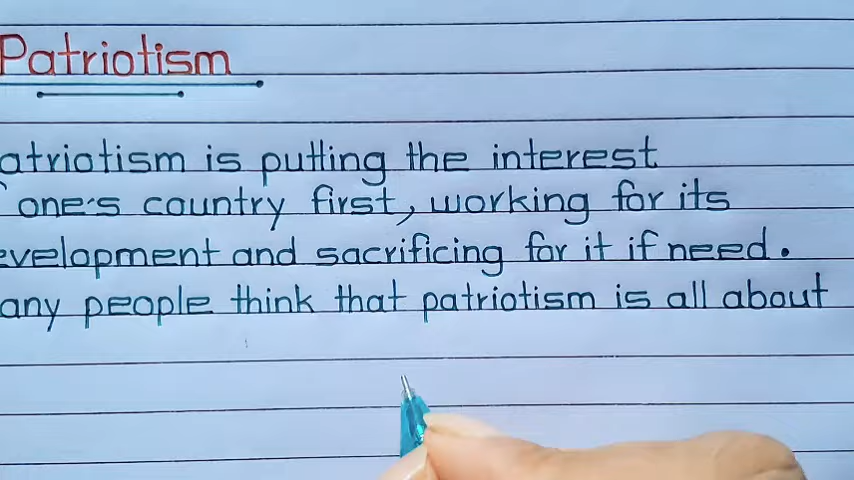 Patriotism
atriotism is putting the interest
one's country first, working for its
evelopment and sacrificing for it if need.
any people think that patriotism is all about